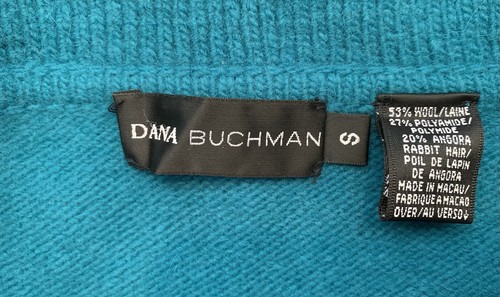 DANA BUCHMAN
S
53% WOOL/LAINE
27% POLYAMIDE/
POLYMIDE
20% ANGORA
RABBIT HAIR/
POIL DE LAPIN
DE ANGORA
MADE IN MACAU/
FABRIQUE A MACAO
OVER/AU VERSO